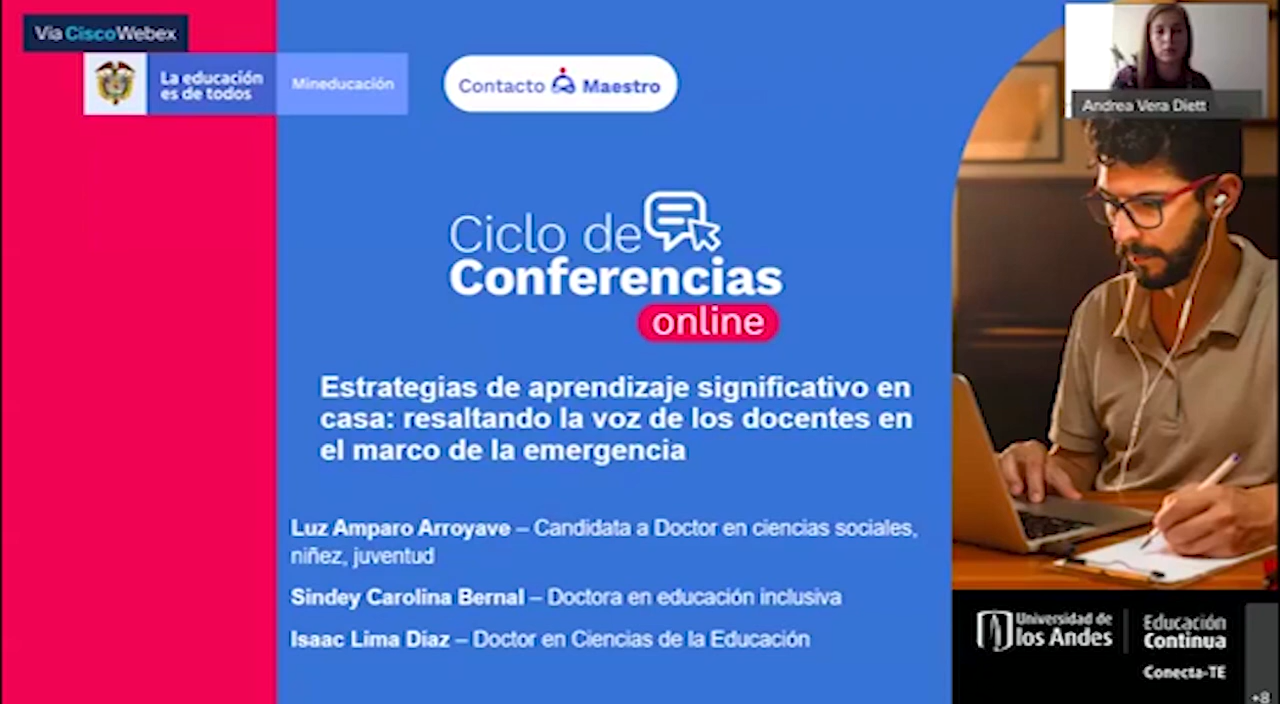 Vía CiscoWebex
La educación
es de todos
Mineducación
Contacto Maestro
Andrea Vera Diett
Ciclo de
Conferencias
online
Estrategias de aprendizaje significativo en
casa: resaltando la voz de los docentes en
el marco de la emergencia
Luz Amparo Arroyave – Candidata a Doctor en ciencias sociales,
niñez, juventud
Sindey Carolina Bernal – Doctora en educación inclusiva
Isaac Lima Diaz – Doctor en Ciencias de la Educación
Universidad de
los Andes
Educación
Continua
Conecta-TE
+8